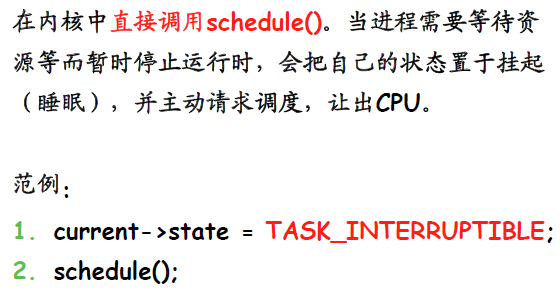 在内核中直接调用schedule()。当进程需要等待资
源等而暂时停止运行时，会把自己的状态置于挂起
（睡眠），并主动请求调度，让出CPU。
范例：
1. current->state = TASK_INTERRUPTIBLE;
2. schedule();